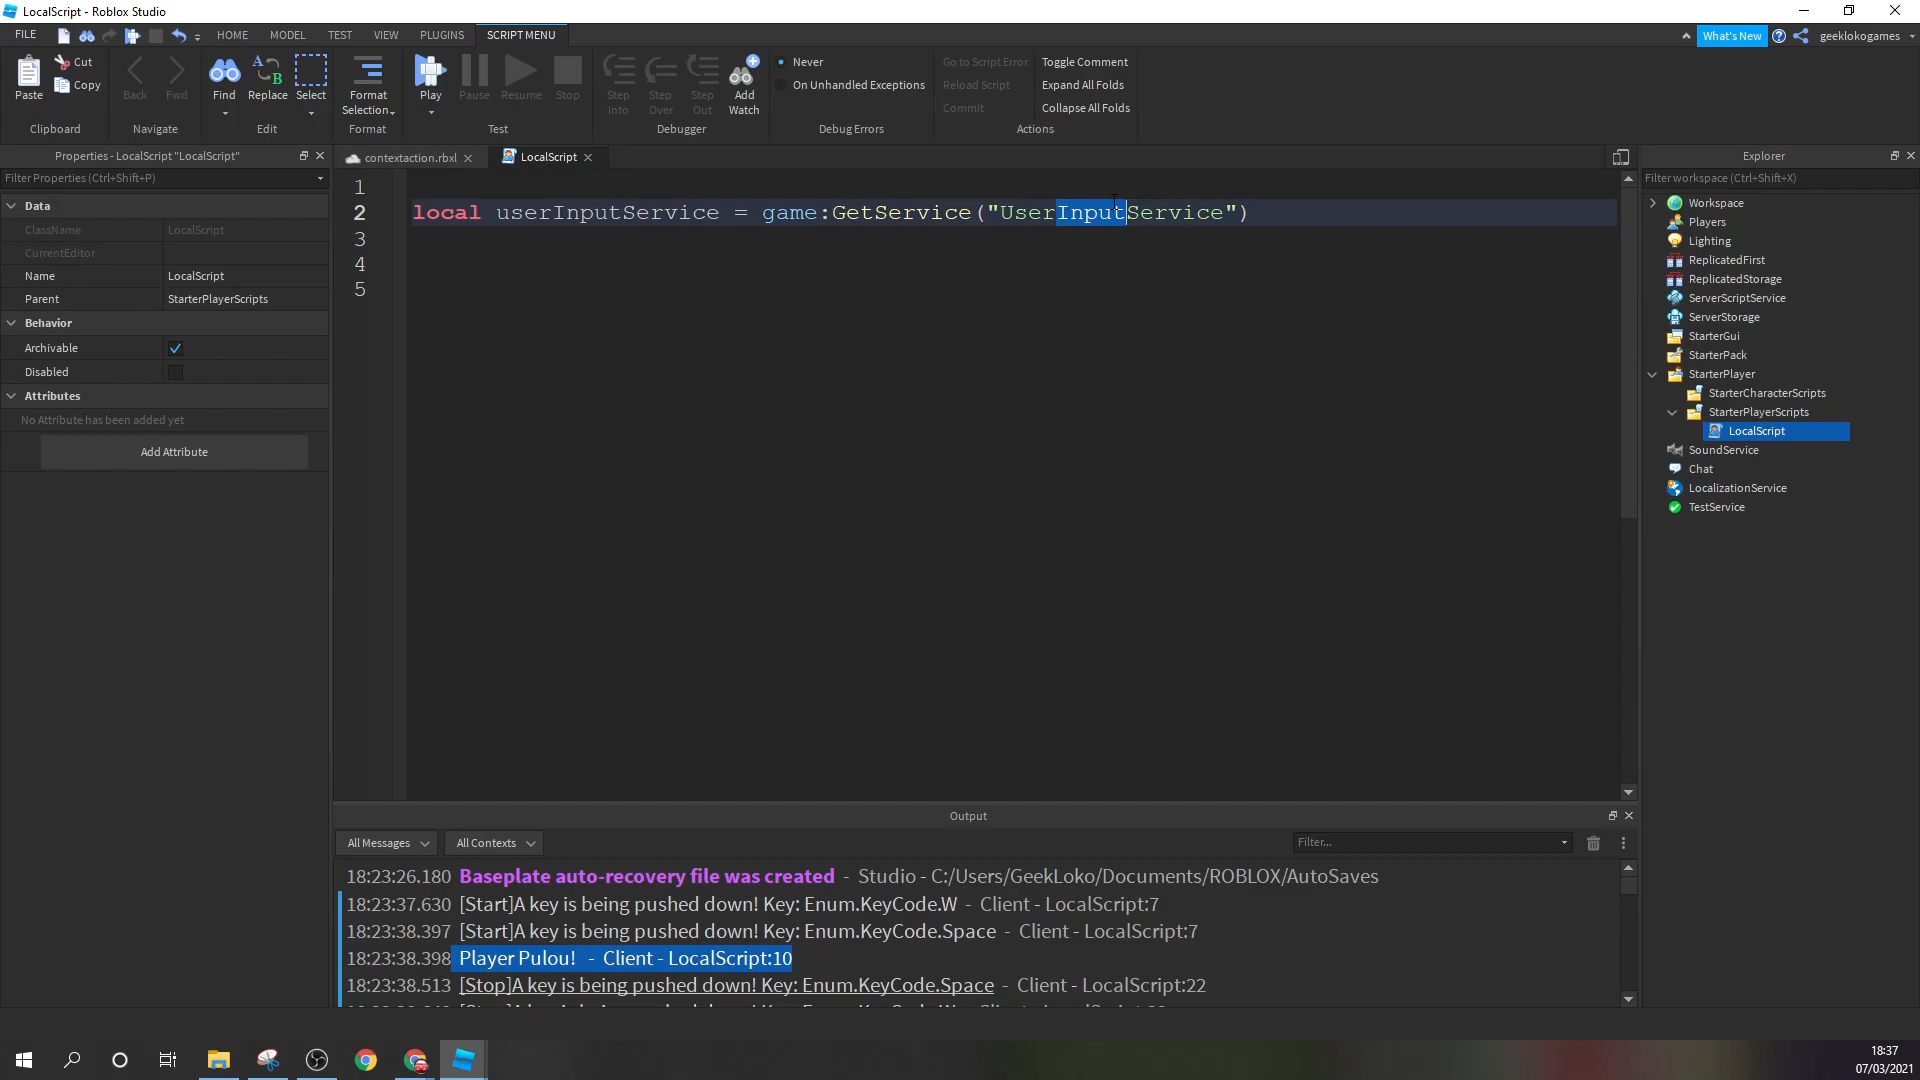 LocalScript - Roblox Studio
FILE
HOME
MODEL
TEST
VIEW
PLUGINS
SCRIPT MENU
What's New
geeklokogames
Paste
Cut
Copy
Clipboard
Back
Fwd
Navigate
Find
Replace
Select
Edit
Format
Selection
Format
Play
Pause
Resume
Stop
Test
Step
Into
Step
Over
Step
Out
Add
Watch
Debugger
Never
On Unhandled Exceptions
Debug Errors
Go to Script Error
Reload Script
Commit
Toggle Comment
Expand All Folds
Collapse All Folds
Actions
Properties - LocalScript "LocalScript"
Filter Properties (Ctrl+Shift+P)
Data
ClassName LocalScript
CurrentEditor
Name LocalScript
Parent StarterPlayerScripts
Behavior
Archivable
Disabled
Attributes
No Attribute has been added yet
Add Attribute
contextaction.rbxl
LocalScript
1
2 local userInputService = game:GetService("UserInputService")
3
4
5
Output
All Messages
All Contexts
Filter...
18:23:26.180 Baseplate auto-recovery file was created - Studio - C:/Users/GeekLoko/Documents/ROBLOX/AutoSaves
18:23:37.630 [Start]A key is being pushed down! Key: Enum.KeyCode.W - Client - LocalScript:7
18:23:38.397 [Start]A key is being pushed down! Key: Enum.KeyCode.Space - Client - LocalScript:7
18:23:38.398 Player Pulou! - Client - LocalScript:10
18:23:38.513 [Stop]A key is being pushed down! Key: Enum.KeyCode.Space - Client - LocalScript:22
Explorer
Filter workspace (Ctrl+Shift+X)
Workspace
Players
Lighting
ReplicatedFirst
ReplicatedStorage
ServerScriptService
ServerStorage
StarterGui
StarterPack
StarterPlayer
StarterCharacterScripts
StarterPlayerScripts
LocalScript
SoundService
Chat
LocalizationService
TestService
18:37
07/03/2021